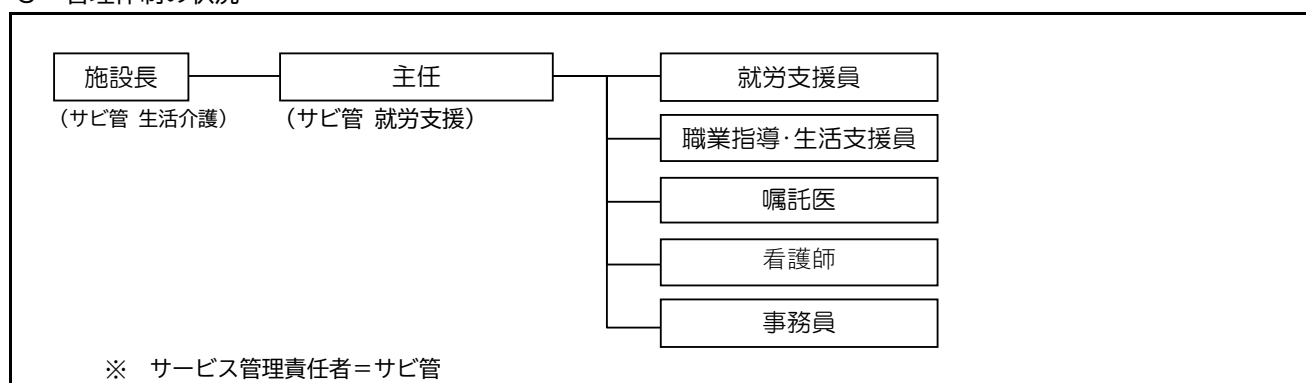 施設長
主任
就労支援員
（サビ管 生活介護）
（サビ管 就労支援）
職業指導・生活支援員
嘱託医
看護師
事務員
※ サービス管理責任者＝サビ管